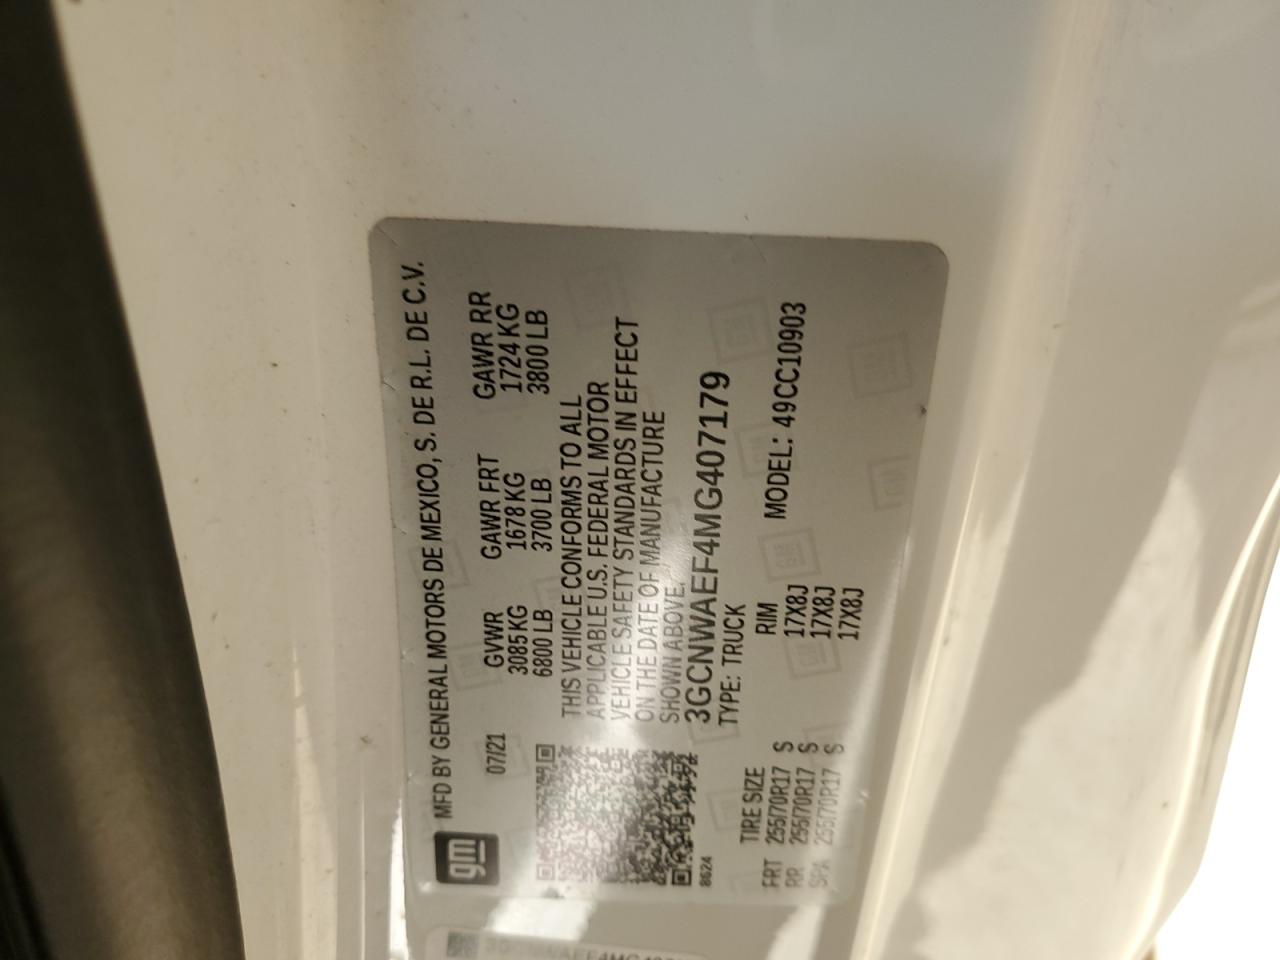 gm MFD BY GENERAL MOTORS DE MEXICO, S. DE R.L. DE C.V.
07/21 GVWR GAWR FRT GAWR RR
3085 KG 1678 KG 1724 KG
6800 LB 3700 LB 3800 LB
THIS VEHICLE CONFORMS TO ALL
APPLICABLE U.S. FEDERAL MOTOR
VEHICLE SAFETY STANDARDS IN EFFECT
ON THE DATE OF MANUFACTURE
SHOWN ABOVE.
3GCNWAEF4MG407179
8624 TYPE: TRUCK
TIRE SIZE RIM MODEL: 49CC10903
FRT 255/70R17 S 17X8J
RR 255/70R17 S 17X8J
SPA 255/70R17 S 17X8J